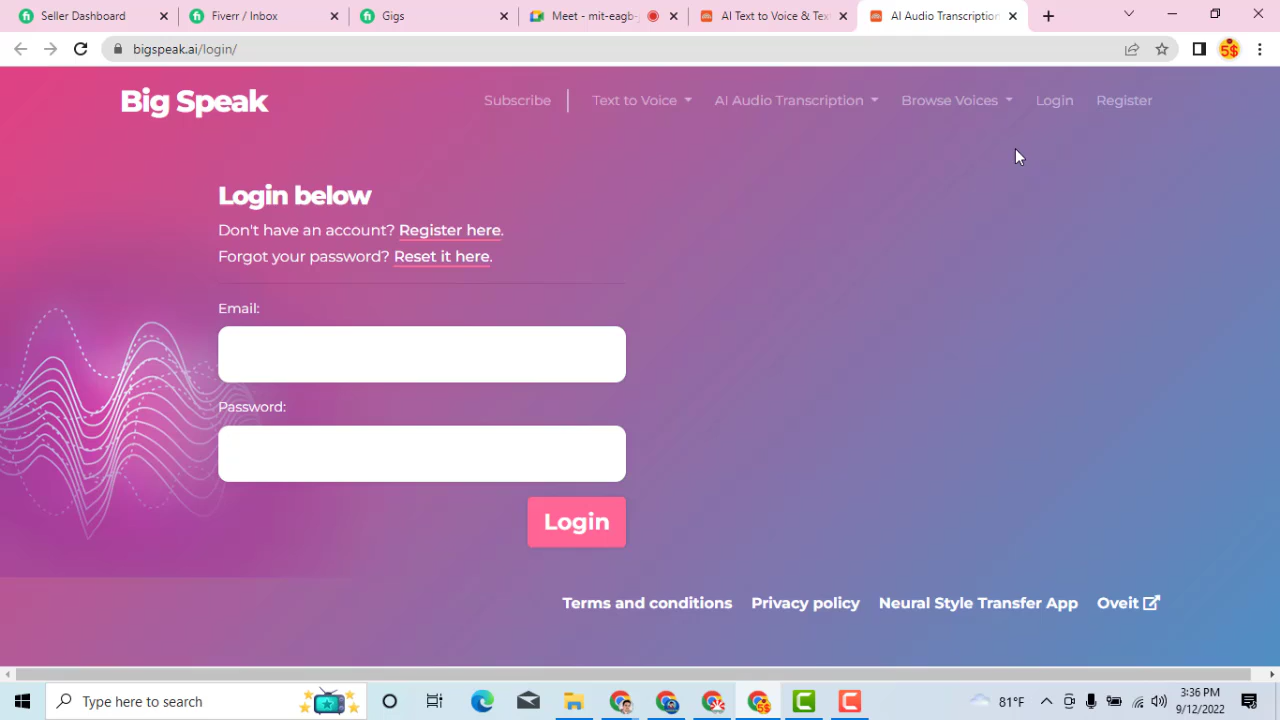 Seller Dashboard
Fiverr / Inbox
Gigs
Meet - mit-eagb-
AI Text to Voice & Tex
AI Audio Transcription
bigspeak.ai/login/
5$
Big Speak
Subscribe
Text to Voice
AI Audio Transcription
Browse Voices
Login
Register
Login below
Don't have an account? Register here.
Forgot your password? Reset it here.
Email:
Password:
Login
Terms and conditions
Privacy policy
Neural Style Transfer App
Oveit
Type here to search
81°F
3:36 PM
9/12/2022